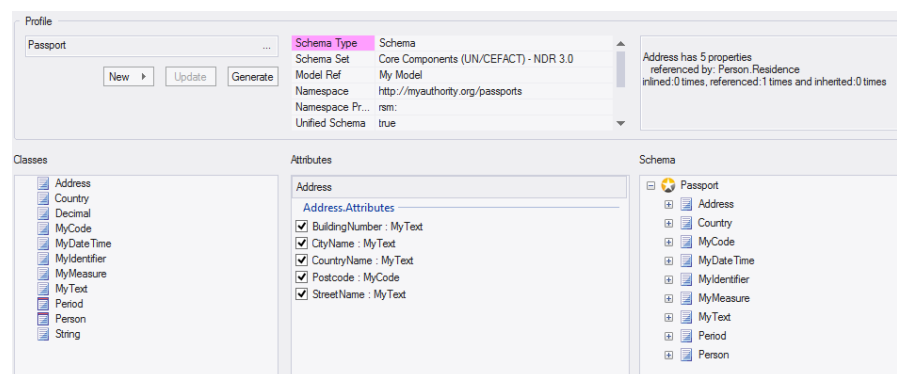 Profile
Passport ...
New Update Generate
Schema Type Schema
Schema Set Core Components (UN/CEFACT) - NDR 3.0
Model Ref My Model
Namespace http://myauthority.org/passports
Namespace Pr... rsm:
Unified Schema true
Address has 5 properties
referenced by: Person.Residence
inlined:0 times, referenced:1 times and inherited:0 times
Classes
Address
Country
Decimal
MyCode
MyDateTime
MyIdentifier
MyMeasure
MyText
Period
Person
String
Attributes
Address
Address.Attributes
BuildingNumber : MyText
CityName : MyText
CountryName : MyText
Postcode : MyCode
StreetName : MyText
Schema
Passport
Address
Country
MyCode
MyDateTime
MyIdentifier
MyMeasure
MyText
Period
Person